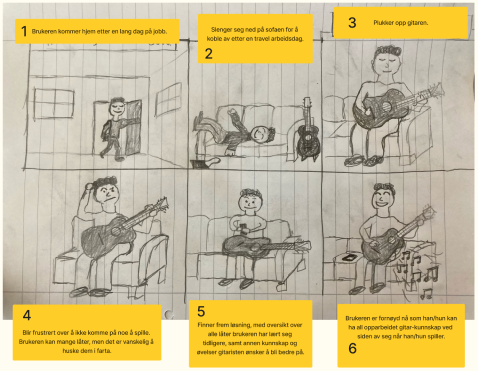 1 Brukeren kommer hjem etter en lang dag på jobb.
Slenger seg ned på sofaen for å
koble av etter en travel arbeidsdag.
2
3 Plukker opp gitaren.
4
Blir frustrert over å ikke komme på noe å spille.
Brukeren kan mange låter, men det er vanskelig å
huske dem i farta.
5
Finner frem løsning, med oversikt over
alle låter brukeren har lært seg
tidligere, samt annen kunnskap og
øvelser gitaristen ønsker å bli bedre på.
Brukeren er fornøyd nå som han/hun kan
ha all opparbeidet gitar-kunnskap ved
siden av seg når han/hun spiller.
6